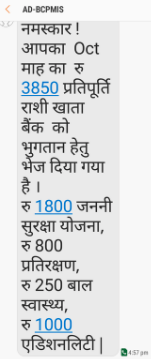 AD-BCPMIS
नमस्कार !
आपका Oct
माह का रु
3850 प्रतिपूर्ति
राशी खाता
बैंक को
भुगतान हेतु
भेज दिया गया
है ।
रु 1800 जननी
सुरक्षा योजना,
रु 800
प्रतिरक्षण,
रु 250 बाल
स्वास्थ्य,
रु 1000
एडिशनलिटी |
4:57 pm